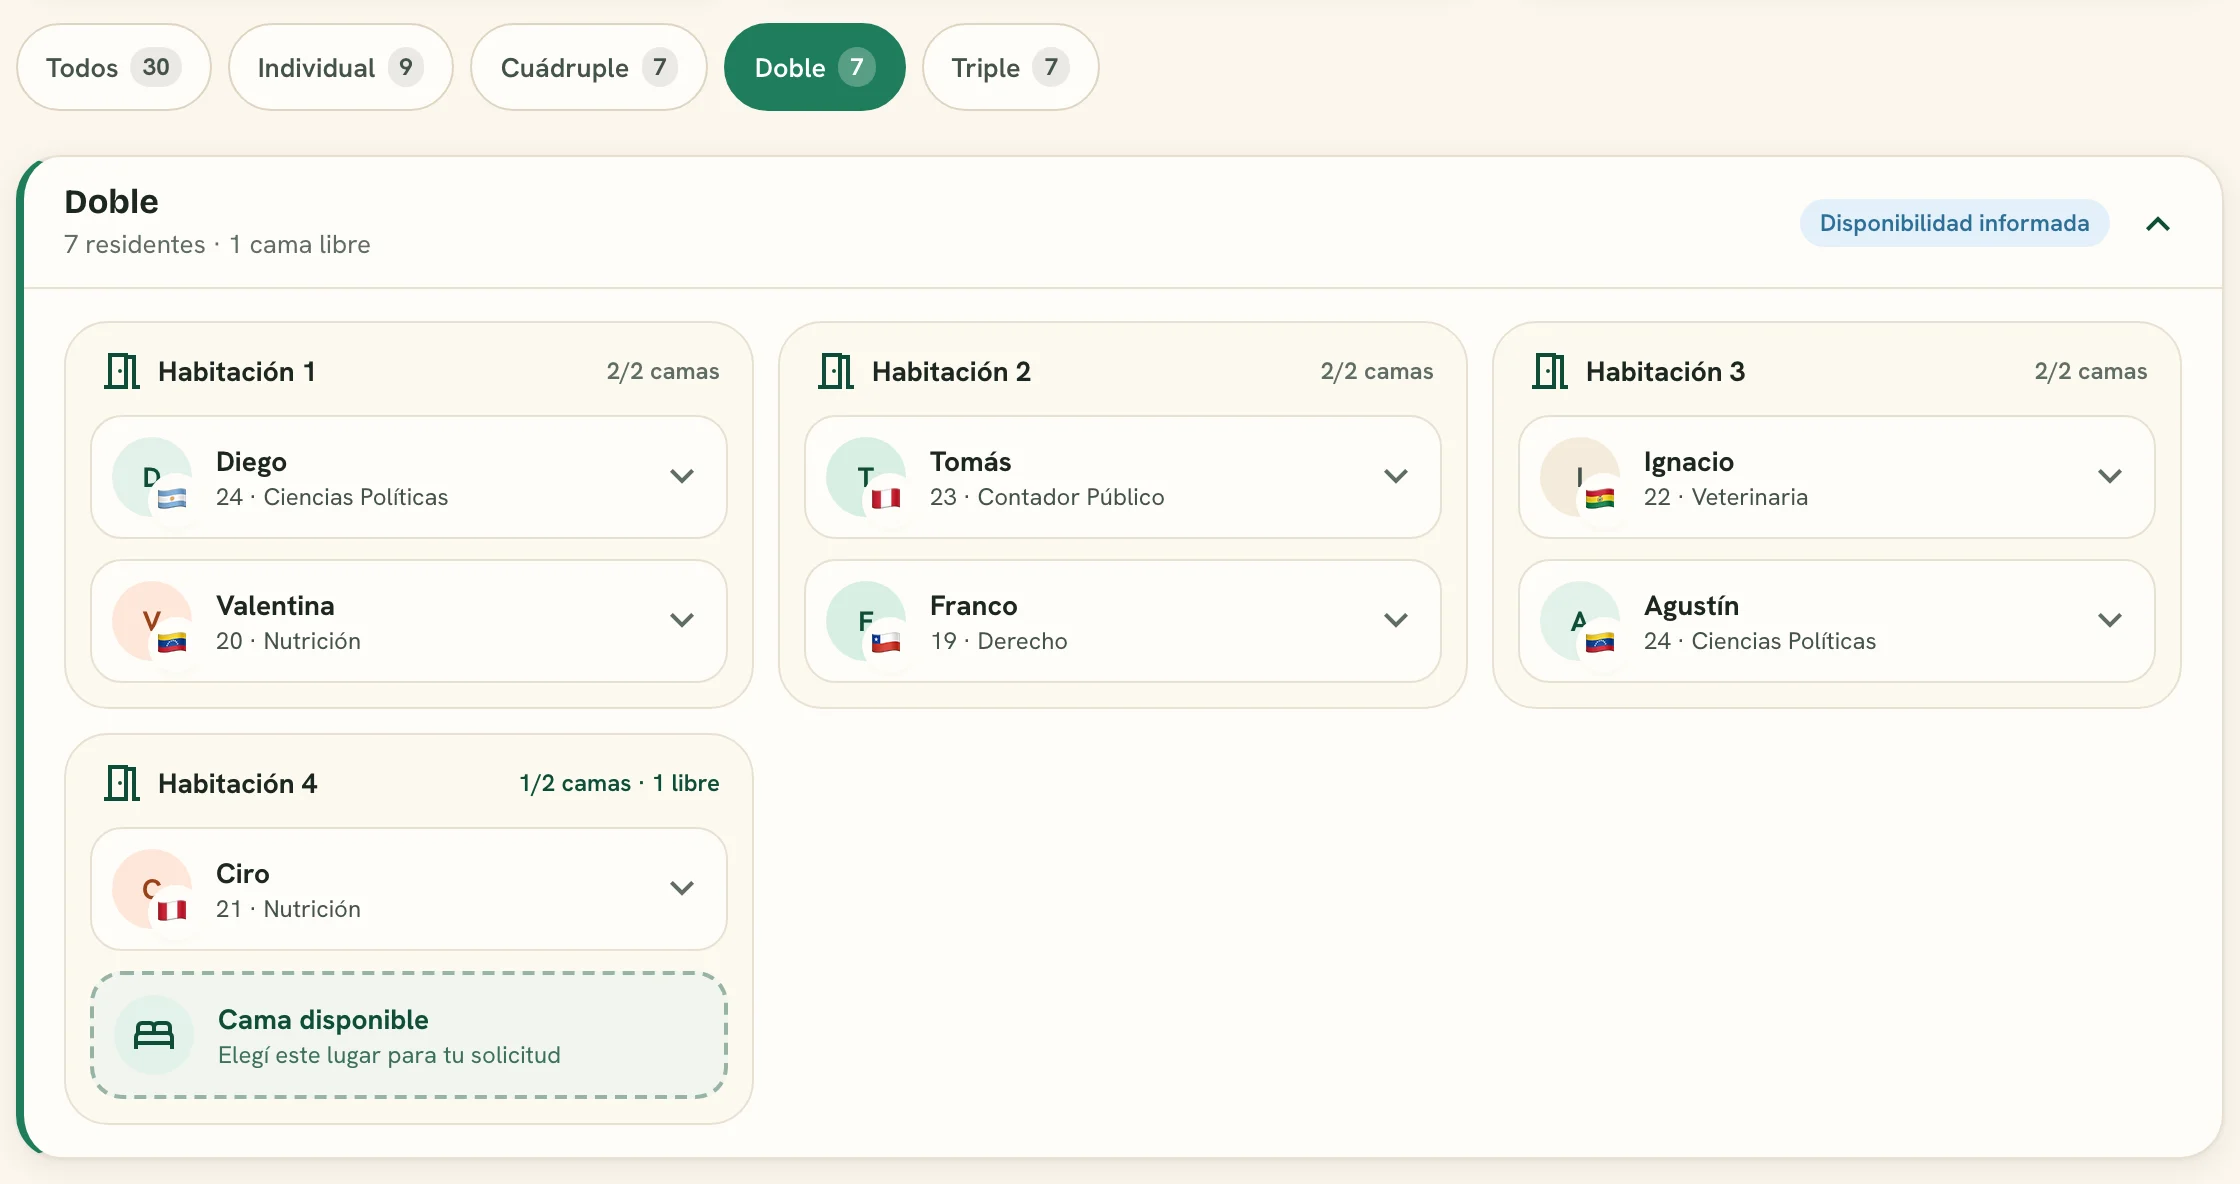 Todos 30
Individual 9
Cuádruple 7
Doble 7
Triple 7
Doble
7 residentes · 1 cama libre
Disponibilidad informada
Habitación 1
2/2 camas
D
Diego
24 · Ciencias Políticas
V
Valentina
20 · Nutrición
Habitación 2
2/2 camas
T
Tomás
23 · Contador Público
F
Franco
19 · Derecho
Habitación 3
2/2 camas
I
Ignacio
22 · Veterinaria
A
Agustín
24 · Ciencias Políticas
Habitación 4
1/2 camas · 1 libre
C
Ciro
21 · Nutrición
Cama disponible
Elegí este lugar para tu solicitud